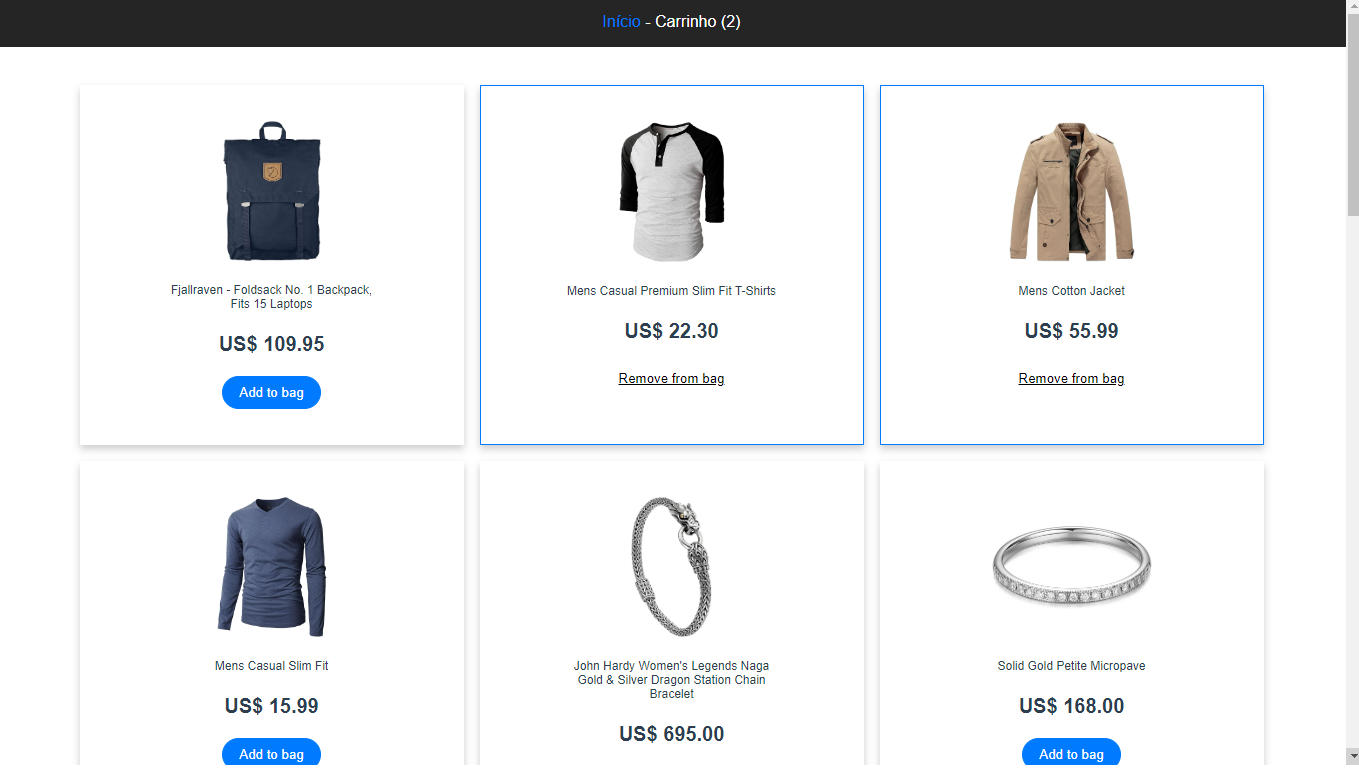 Início - Carrinho (2)
Fjallraven - Foldsack No. 1 Backpack,
Fits 15 Laptops
US$ 109.95
Add to bag
Mens Casual Premium Slim Fit T-Shirts
US$ 22.30
Remove from bag
Mens Cotton Jacket
US$ 55.99
Remove from bag
Mens Casual Slim Fit
US$ 15.99
Add to bag
John Hardy Women's Legends Naga
Gold & Silver Dragon Station Chain
Bracelet
US$ 695.00
Solid Gold Petite Micropave
US$ 168.00
Add to bag